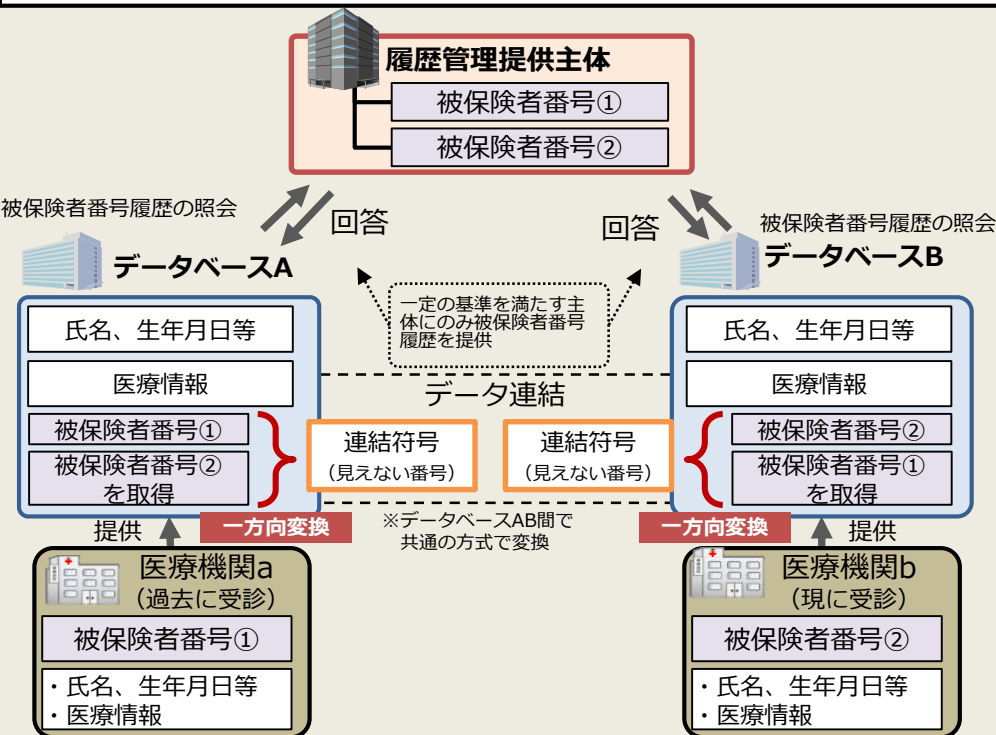 履歴管理提供主体
被保険者番号①
被保険者番号②
被保険者番号履歴の照会
回答
データベースA
回答
被保険者番号履歴の照会
データベースB
一定の基準を満たす主
体にのみ被保険者番号
履歴を提供
氏名、生年月日等
医療情報
被保険者番号①
被保険者番号②
を取得
データ連結
連結符号
（見えない番号）
連結符号
（見えない番号）
氏名、生年月日等
医療情報
被保険者番号②
被保険者番号①
を取得
提供
一方向変換
※データベースAB間で
共通の方式で変換
一方向変換
提供
医療機関a
（過去に受診）
被保険者番号①
・氏名、生年月日等
・医療情報
医療機関b
（現に受診）
被保険者番号②
・氏名、生年月日等
・医療情報